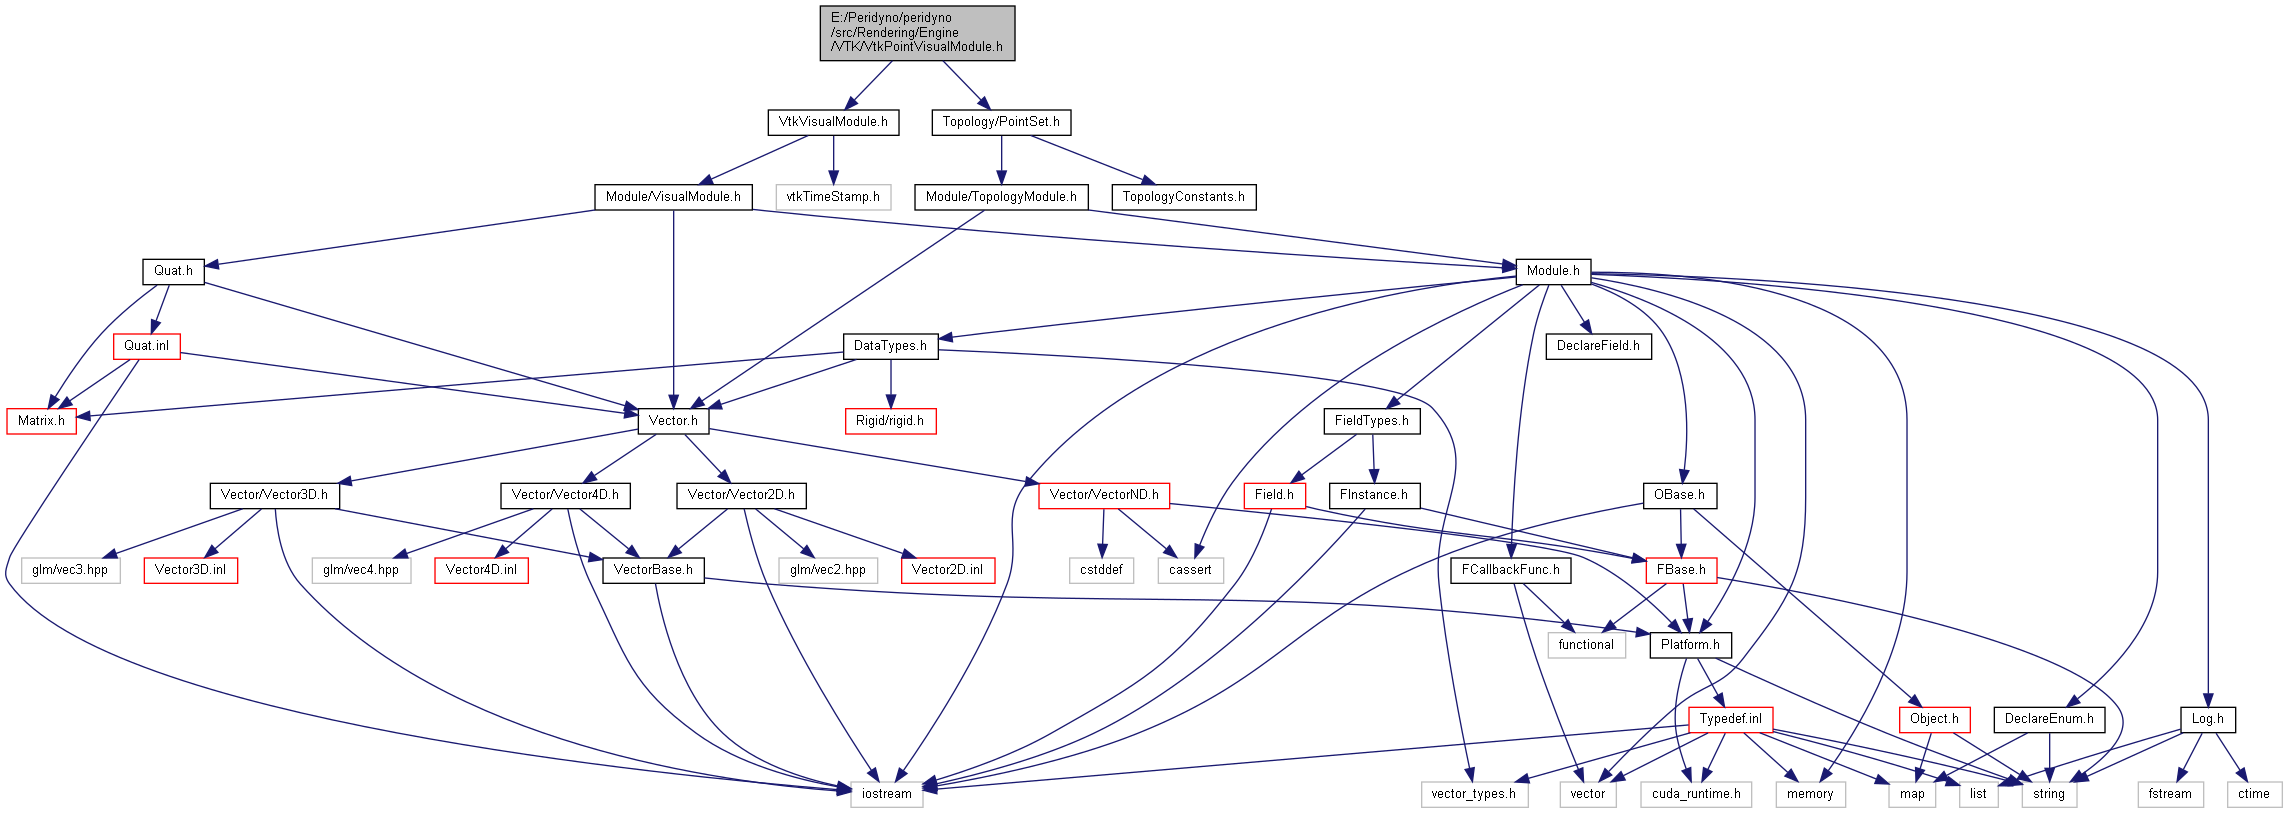 E:/Peridyno/peridyno
/src/Rendering/Engine
/VTK/VtkPointVisualModule.h
VtkVisualModule.h
Topology/PointSet.h
Module/VisualModule.h
vtkTimeStamp.h
Module/TopologyModule.h
TopologyConstants.h
Quat.h
Module.h
Quat.inl
DataTypes.h
DeclareField.h
Matrix.h
Vector.h
Rigid/rigid.h
FieldTypes.h
Vector/Vector3D.h
Vector/Vector4D.h
Vector/Vector2D.h
Vector/VectorND.h
Field.h
FInstance.h
OBase.h
glm/vec3.hpp
Vector3D.inl
glm/vec4.hpp
Vector4D.inl
VectorBase.h
glm/vec2.hpp
Vector2D.inl
cstddef
cassert
FCallbackFunc.h
FBase.h
functional
Platform.h
Typedef.inl
Object.h
DeclareEnum.h
Log.h
iostream
vector_types.h
vector
cuda_runtime.h
memory
map
list
string
fstream
ctime